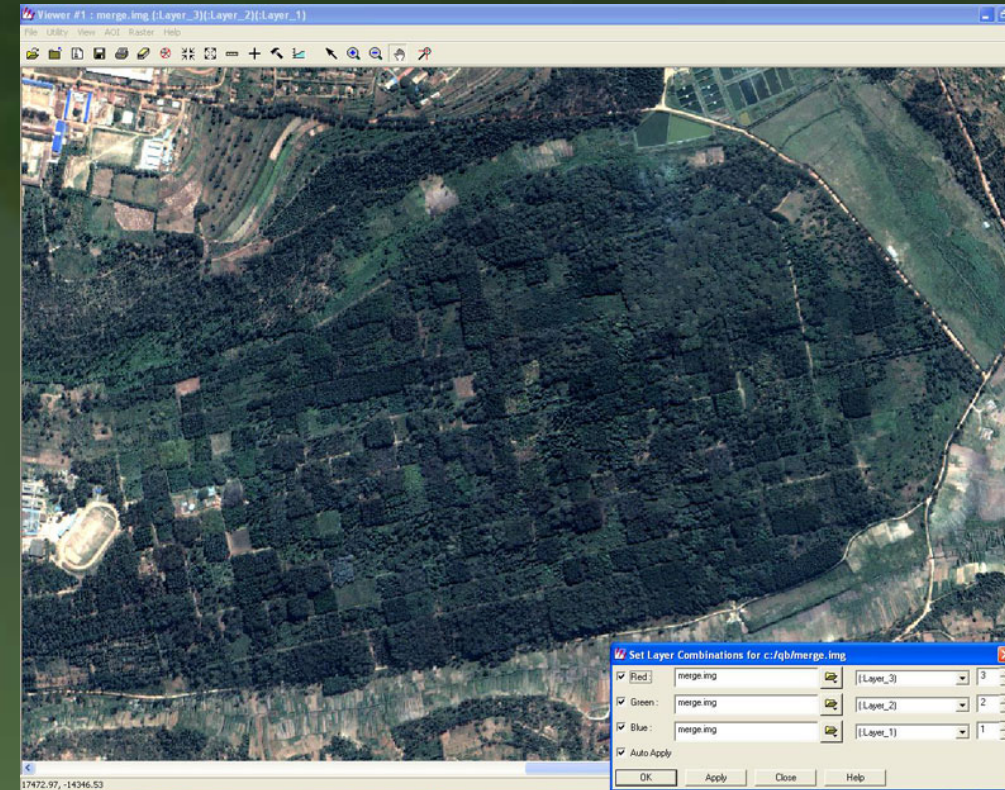 Viewer #1 : merge.img (:Layer_3)(:Layer_2)(:Layer_1)
File Utility View AOI Raster Help
Set Layer Combinations for c:/qb/merge.img
Red : merge.img (:Layer_3) 3
Green : merge.img (:Layer_2) 2
Blue : merge.img (:Layer_1) 1
Auto Apply
OK Apply Close Help
17472.97, -14346.53